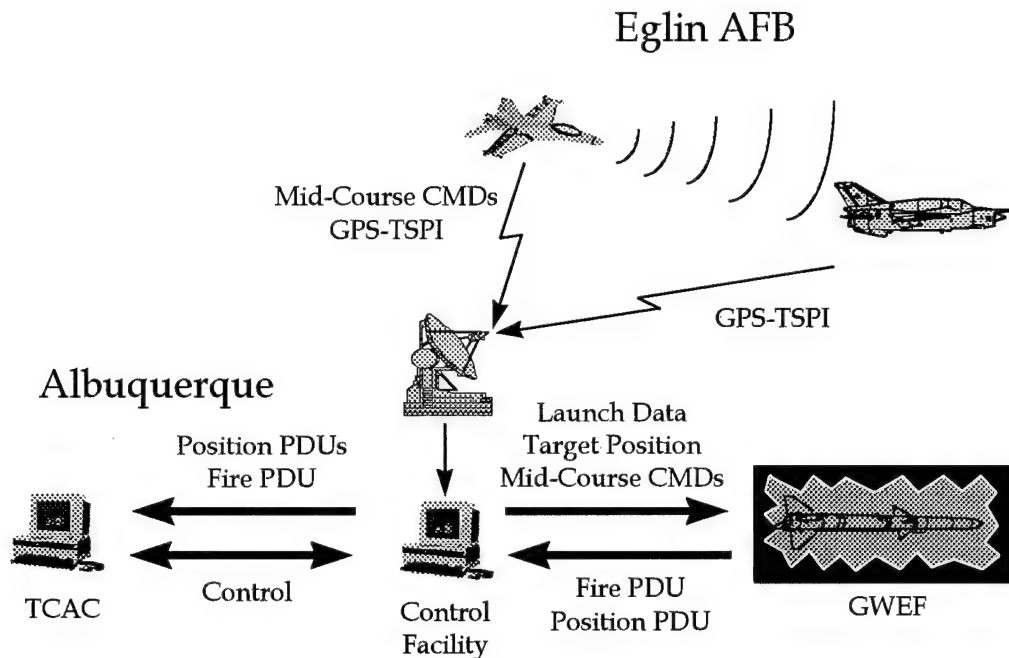 Eglin AFB
Mid-Course CMDs
GPS-TSPI
GPS-TSPI
Albuquerque
Position PDUs
Fire PDU
Launch Data
Target Position
Mid-Course CMDs
Control
TCAC
Control
Facility
Fire PDU
Position PDU
GWEF